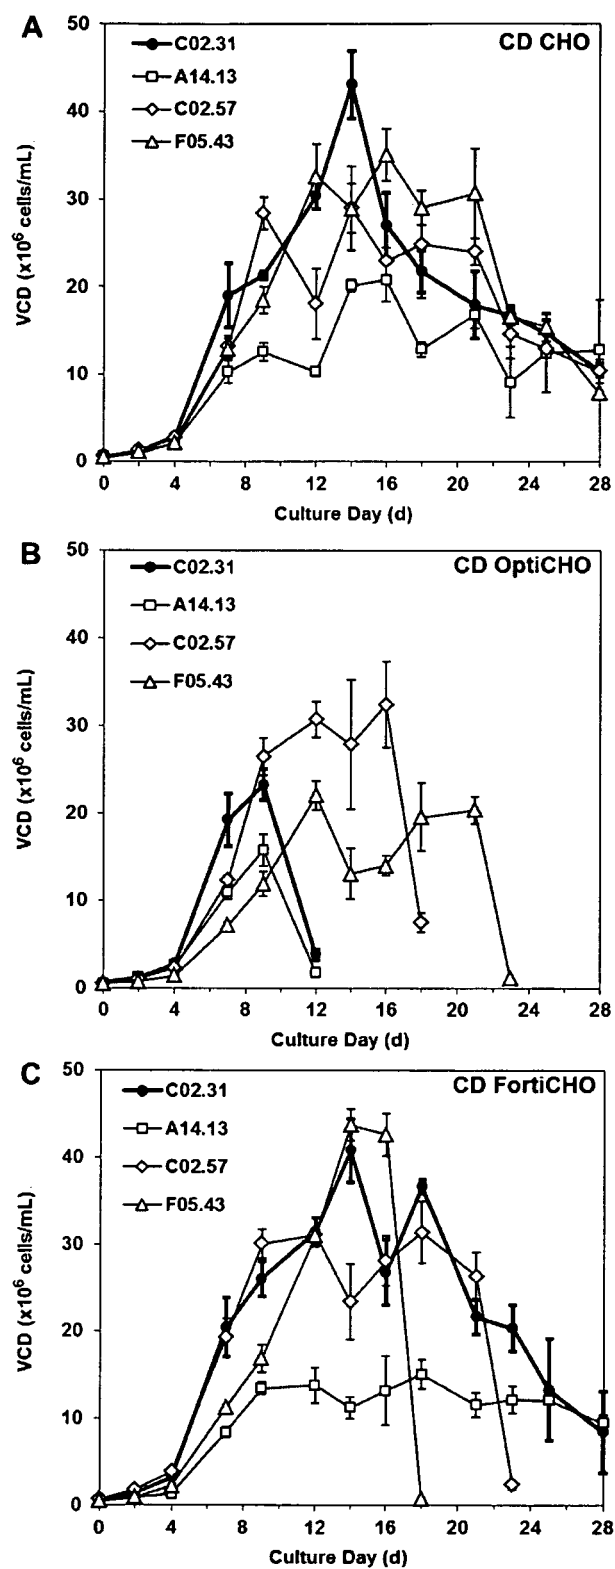 A
CD CHO
C02.31
A14.13
C02.57
F05.43
VCD (x10⁶ cells/mL)
50
40
30
20
10
0
0 4 8 12 16 20 24 28
Culture Day (d)
B
CD OptiCHO
C02.31
A14.13
C02.57
F05.43
VCD (x10⁶ cells/mL)
50
40
30
20
10
0
0 4 8 12 16 20 24 28
Culture Day (d)
C
CD FortiCHO
C02.31
A14.13
C02.57
F05.43
VCD (x10⁶ cells/mL)
50
40
30
20
10
0
0 4 8 12 16 20 24 28
Culture Day (d)